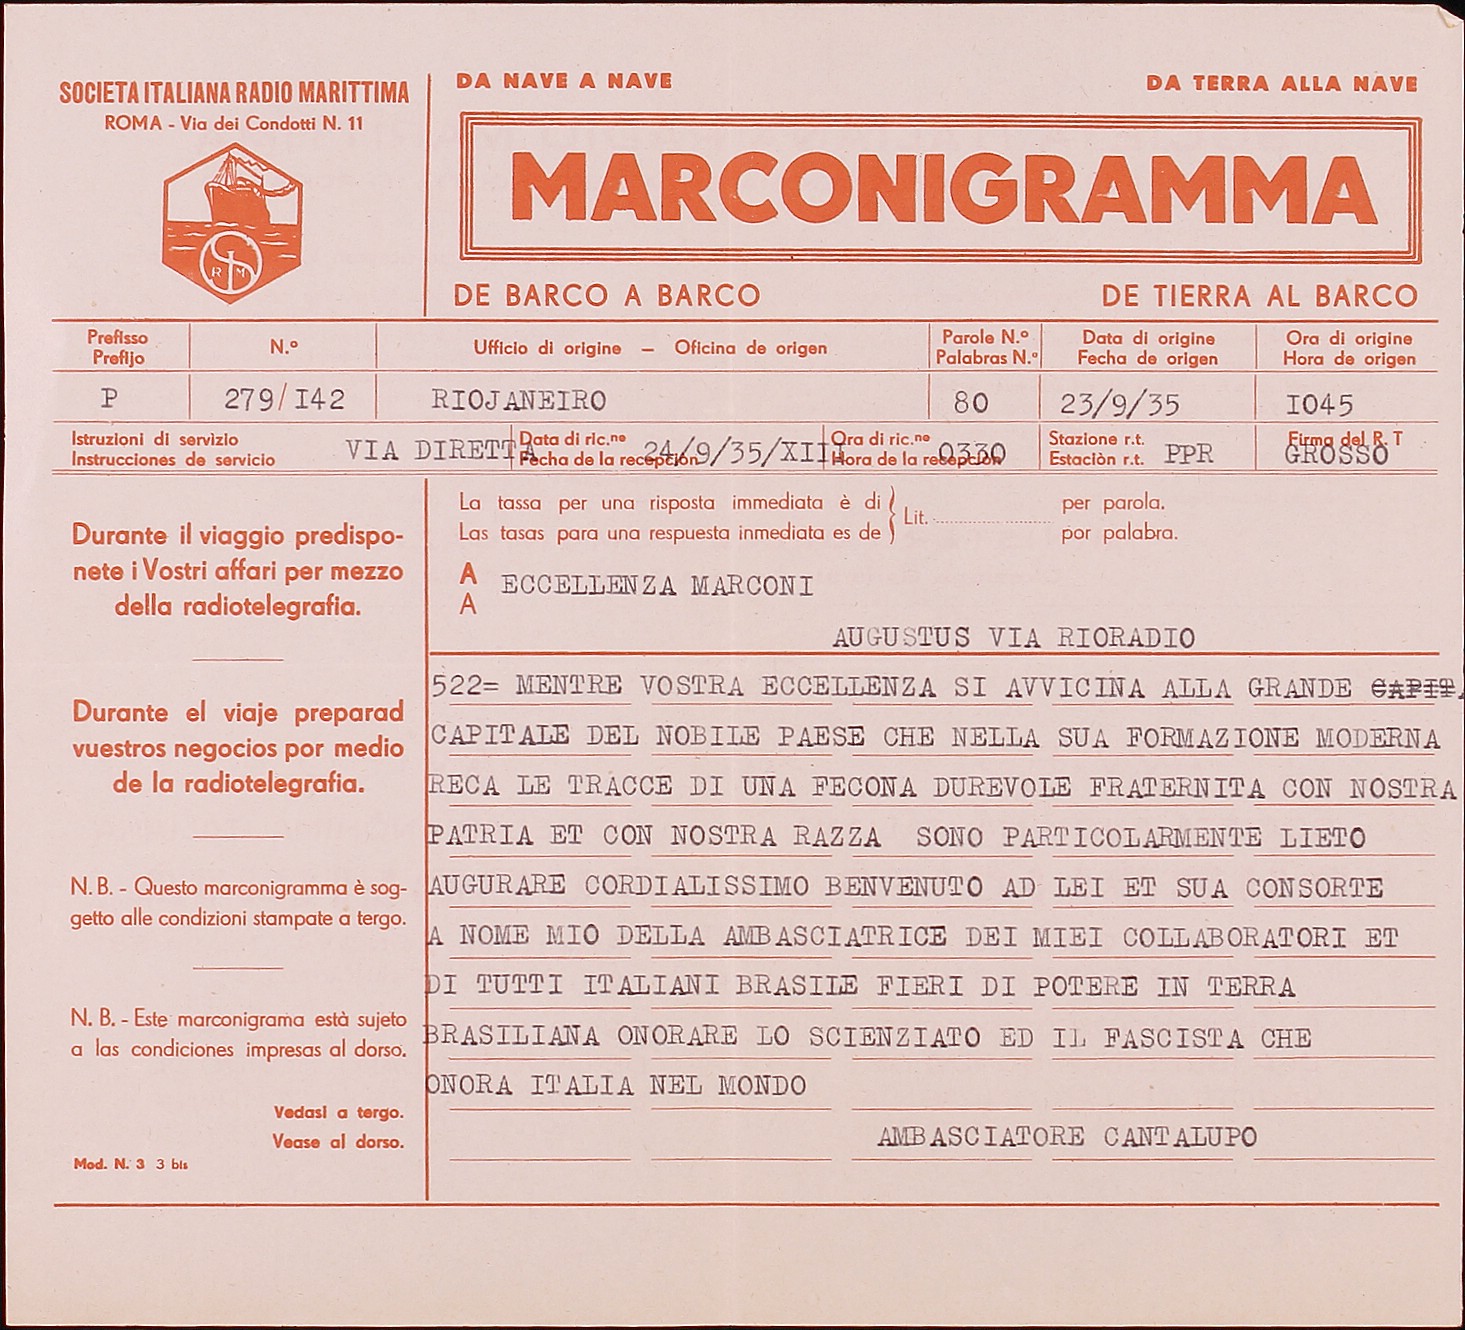 SOCIETA ITALIANA RADIO MARITTIMA
ROMA - Via dei Condotti N. 11
R M
DA NAVE A NAVE
DA TERRA ALLA NAVE
MARCONIGRAMMA
DE BARCO A BARCO
DE TIERRA AL BARCO
Prefisso
Prefijo
N.º
Ufficio di origine — Oficina de origen
Parole N.º
Palabras N.º
Data di origine
Fecha de origen
Ora di origine
Hora de origen
P
279/I42
RIOJANEIRO
80
23/9/35
I045
Istruzioni di servizio
Instrucciones de servicio
VIA DIRETTA
Data di ric.ne
Fecha de la recepción
24/9/35/XIII
Ora di ric.ne
Hora de la recepción
0330
Stazione r.t.
Estaciòn r.t.
PPR
Firma del R. T
GROSSO
La tassa per una risposta immediata è di
Las tasas para una respuesta inmediata es de
Lit.
per parola.
por palabra.
A
A
ECCELLENZA MARCONI
AUGUSTUS VIA RIORADIO
522= MENTRE VOSTRA ECCELLENZA SI AVVICINA ALLA GRANDE CAPITA
CAPITALE DEL NOBILE PAESE CHE NELLA SUA FORMAZIONE MODERNA
RECA LE TRACCE DI UNA FECONA DUREVOLE FRATERNITA CON NOSTRA
PATRIA ET CON NOSTRA RAZZA SONO PARTICOLARMENTE LIETO
AUGURARE CORDIALISSIMO BENVENUTO AD LEI ET SUA CONSORTE
A NOME MIO DELLA AMBASCIATRICE DEI MIEI COLLABORATORI ET
DI TUTTI ITALIANI BRASILE FIERI DI POTERE IN TERRA
BRASILIANA ONORARE LO SCIENZIATO ED IL FASCISTA CHE
ONORA ITALIA NEL MONDO
AMBASCIATORE CANTALUPO
Durante il viaggio predispo-
nete i Vostri affari per mezzo
della radiotelegrafia.
Durante el viaje preparad
vuestros negocios por medio
de la radiotelegrafia.
N. B. - Questo marconigramma è sog-
getto alle condizioni stampate a tergo.
N. B. - Este marconigrama està sujeto
a las condiciones impresas al dorso.
Vedasi a tergo.
Vease al dorso.
Mod. N. 3 3 bis